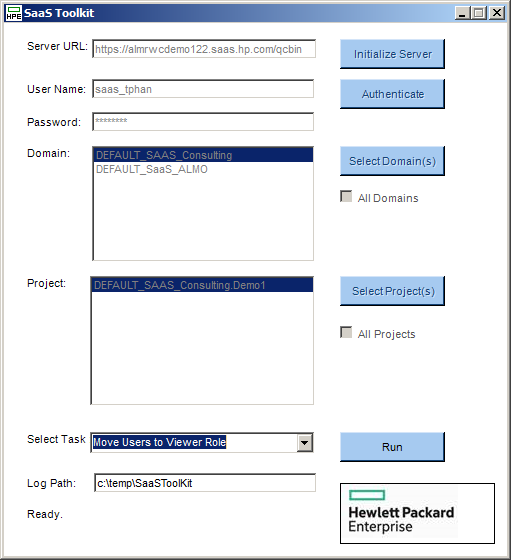 HPE SaaS Toolkit
Server URL: https://almrwcdemo122.saas.hp.com/qcbin Initialize Server
User Name: saas_tphan Authenticate
Password: ********
Domain: DEFAULT_SAAS_Consulting Select Domain(s)
DEFAULT_SaaS_ALMO
All Domains
Project: DEFAULT_SAAS_Consulting.Demo1 Select Project(s)
All Projects
Select Task Move Users to Viewer Role Run
Log Path: c:\temp\SaaSToolKit
Ready.
Hewlett Packard
Enterprise